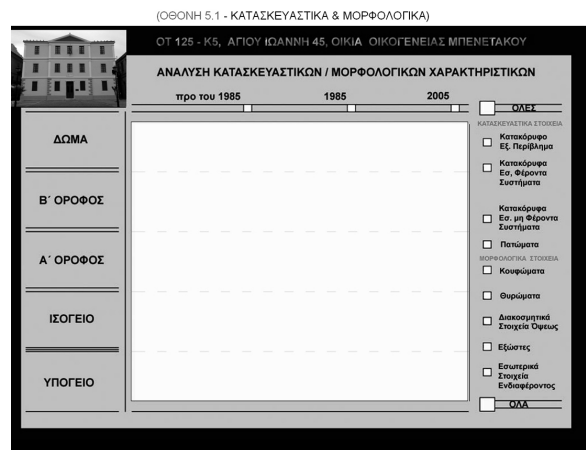 (ΟΘΟΝΗ 5.1 - ΚΑΤΑΣΚΕΥΑΣΤΙΚΑ & ΜΟΡΦΟΛΟΓΙΚΑ)
ΟΤ 125 - Κ5, ΑΓΙΟΥ ΙΩΑΝΝΗ 45, ΟΙΚΙΑ ΟΙΚΟΓΕΝΕΙΑΣ ΜΠΕΝΕΤΑΚΟΥ
ΑΝΑΛΥΣΗ ΚΑΤΑΣΚΕΥΑΣΤΙΚΩΝ / ΜΟΡΦΟΛΟΓΙΚΩΝ ΧΑΡΑΚΤΗΡΙΣΤΙΚΩΝ
προ του 1985 1985 2005
ΟΛΕΣ
ΔΩΜΑ
Β΄ ΟΡΟΦΟΣ
Α΄ ΟΡΟΦΟΣ
ΙΣΟΓΕΙΟ
ΥΠΟΓΕΙΟ
ΚΑΤΑΣΚΕΥΑΣΤΙΚΑ ΣΤΟΙΧΕΙΑ
Κατακόρυφο
Εξ. Περίβλημα
Κατακόρυφα
Εσ, Φέροντα
Συστήματα
Κατακόρυφα
Εσ. μη Φέροντα
Συστήματα
Πατώματα
ΜΟΡΦΟΛΟΓΙΚΑ ΣΤΟΙΧΕΙΑ
Κουφώματα
Θυρώματα
Διακοσμητικά
Στοιχεία Όψεως
Εξώστες
Εσωτερικά
Στοιχεία
Ενδιαφέροντος
ΟΛΑ